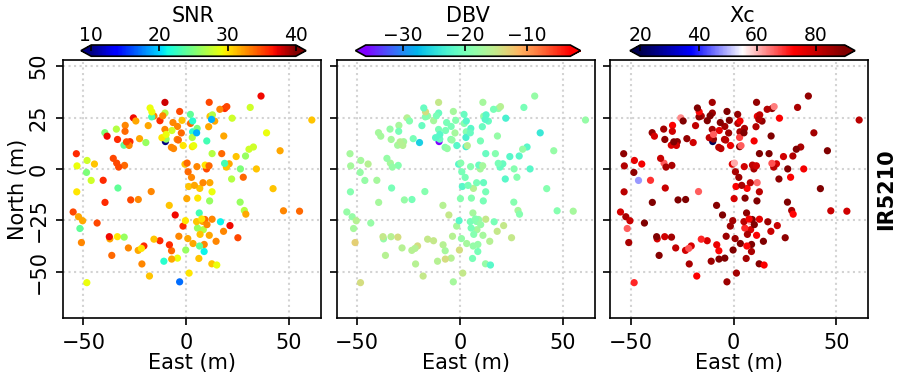 SNR DBV Xc
10 20 30 40 −30 −20 −10 20 40 60 80
50
25
0
−25
−50
North (m)
IR5210
−50 0 50 −50 0 50 −50 0 50
East (m) East (m) East (m)